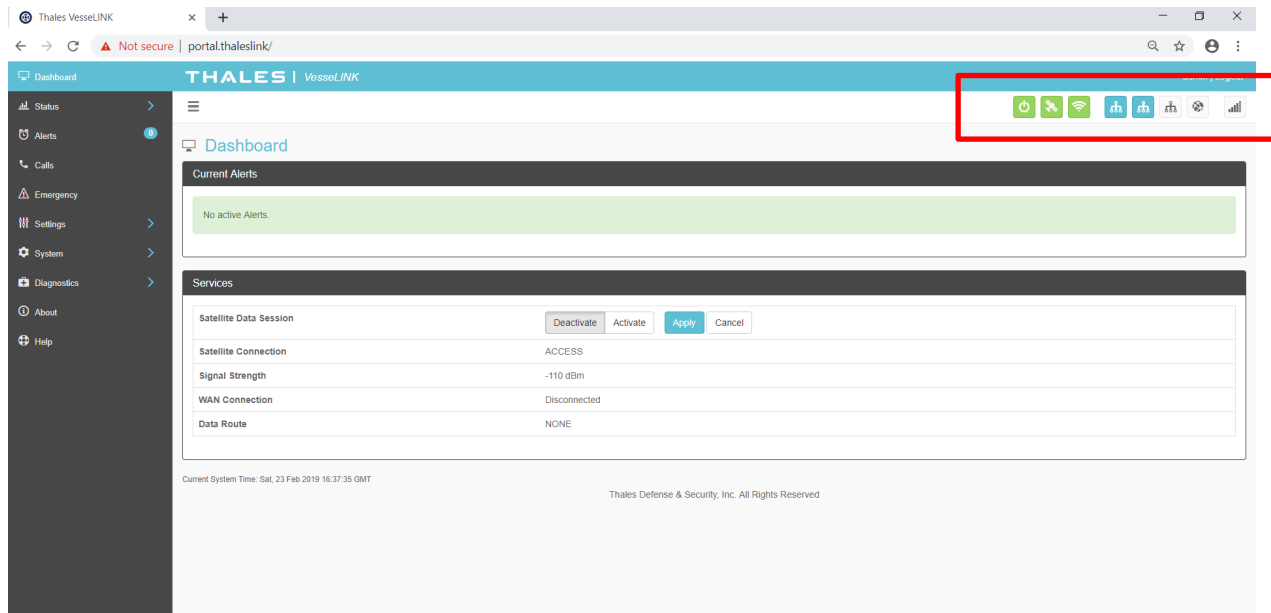 Thales VesseLINK
Not secure | portal.thaleslink/
Dashboard
THALES | VesseLINK
admin | Logout
Status
Alerts 0
Calls
Emergency
Settings
System
Diagnostics
About
Help
Dashboard
Current Alerts
No active Alerts.
Services
Satellite Data Session Deactivate Activate Apply Cancel
Satellite Connection ACCESS
Signal Strength -110 dBm
WAN Connection Disconnected
Data Route NONE
Current System Time: Sat, 23 Feb 2019 16:37:35 GMT
Thales Defense & Security, Inc. All Rights Reserved